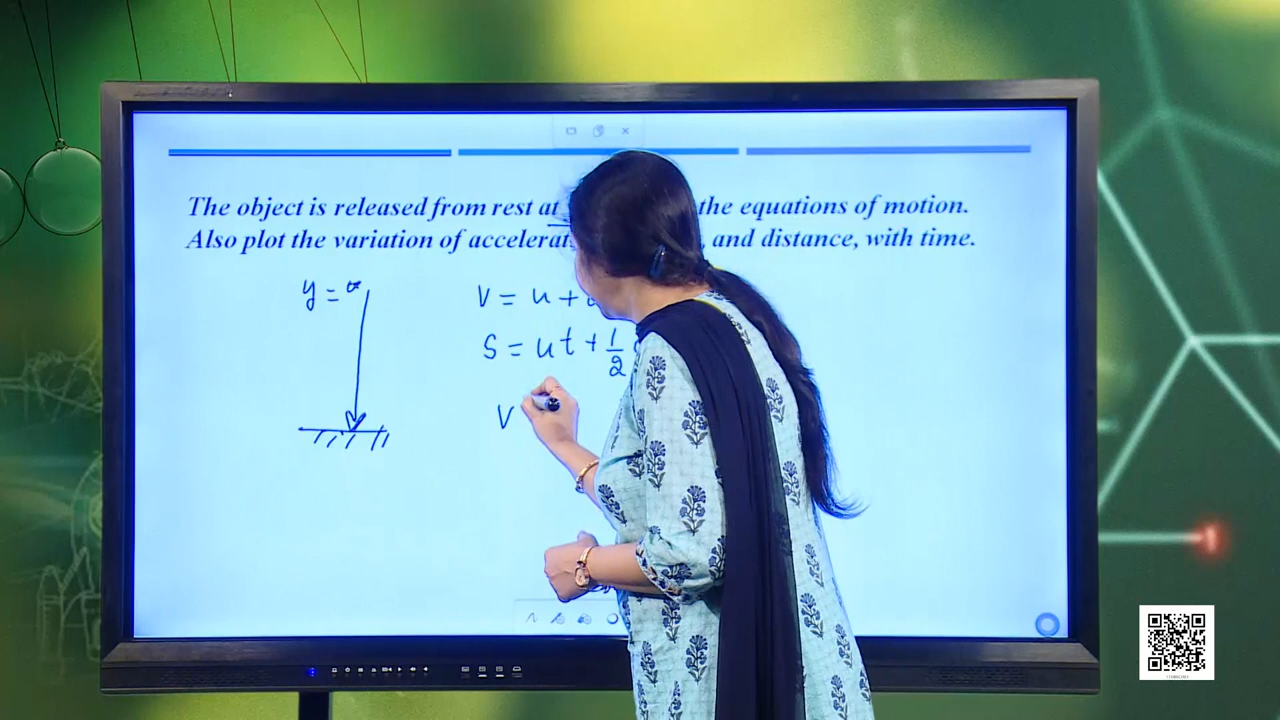 The object is released from rest at the equations of motion.
Also plot the variation of accelerat and distance, with time.
y = 0
V = u +
S = ut + 1/2
V